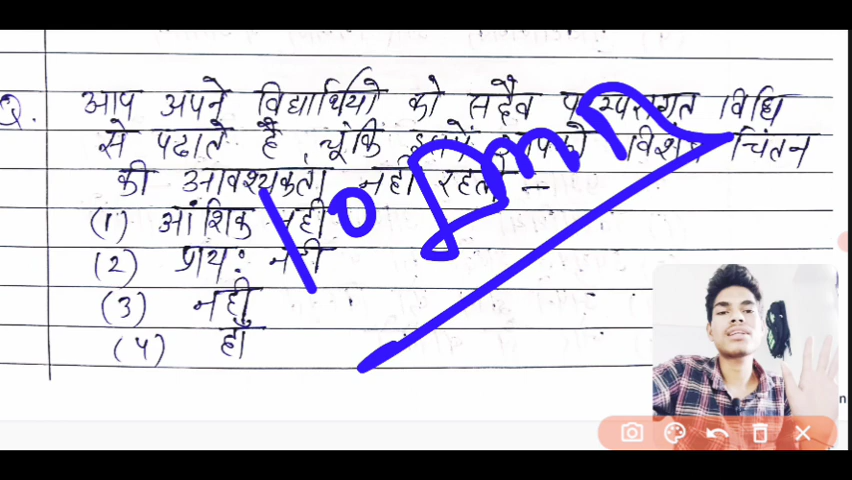 Q. आप अपने विद्यार्थियो को सदैव परम्परागत विधि
से पढाते है चूंकि इसमें आपको विशेष चिंतन
की आवश्यकता नही रहती -
(1) आंशिक नही
(2) प्राय: नही
(3) नही
(4) हाँ
10